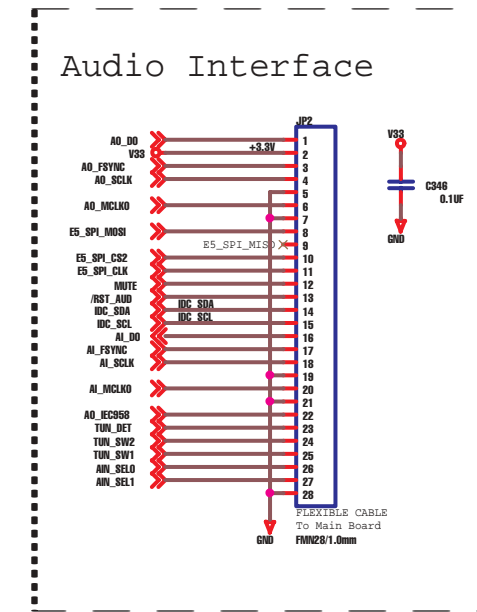 Audio Interface
JP2
AO_DO 1
V33 +3.3V 2
AO_FSYNC 3
AO_SCLK 4
5
AO_MCLKO 6
7
E5_SPI_MOSI 8
E5_SPI_MISO 9
E5_SPI_CS2 10
E5_SPI_CLK 11
MUTE 12
/RST_AUD 13
IDC_SDA IDC_SDA 14
IDC_SCL IDC_SCL 15
AI_DO 16
AI_FSYNC 17
AI_SCLK 18
19
AI_MCLKO 20
21
AO_IEC958 22
TUN_DET 23
TUN_SW2 24
TUN_SW1 25
AIN_SEL0 26
AIN_SEL1 27
28
FLEXIBLE CABLE
To Main Board
GND FMN28/1.0mm
V33
C346
0.1UF
GND